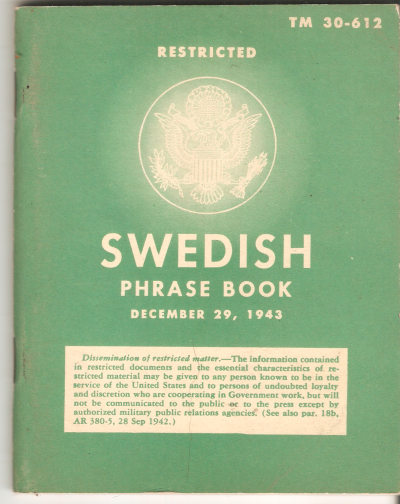 TM 30-612
RESTRICTED
SWEDISH
PHRASE BOOK
DECEMBER 29, 1943
Dissemination of restricted matter.—The information contained
in restricted documents and the essential characteristics of re-
stricted material may be given to any person known to be in the
service of the United States and to persons of undoubted loyalty
and discretion who are cooperating in Government work, but will
not be communicated to the public or to the press except by
authorized military public relations agencies. (See also par. 18b,
AR 380-5, 28 Sep 1942.)